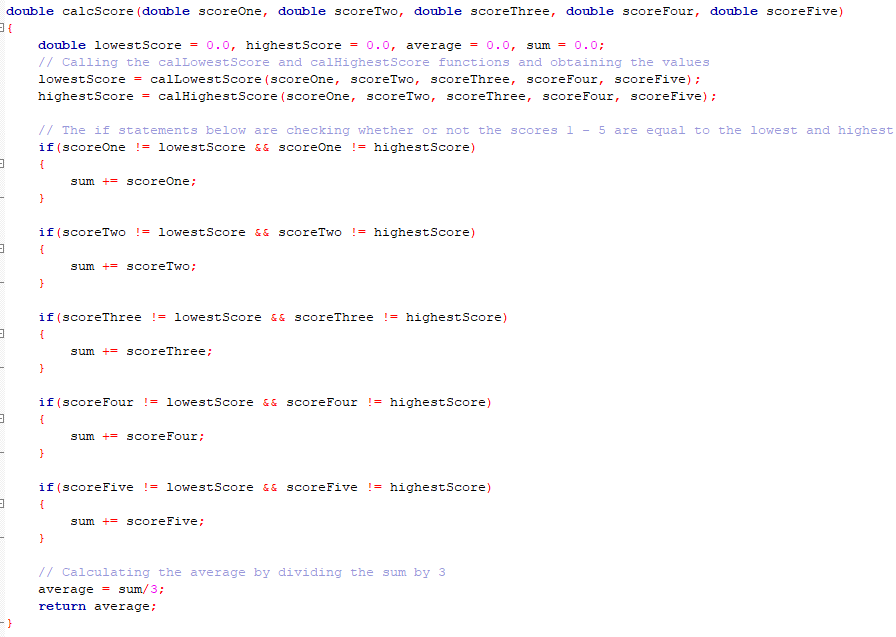 double calcScore(double scoreOne, double scoreTwo, double scoreThree, double scoreFour, double scoreFive)
{
    double lowestScore = 0.0, highestScore = 0.0, average = 0.0, sum = 0.0;
    // Calling the calLowestScore and calHighestScore functions and obtaining the values
    lowestScore = calLowestScore(scoreOne, scoreTwo, scoreThree, scoreFour, scoreFive);
    highestScore = calHighestScore(scoreOne, scoreTwo, scoreThree, scoreFour, scoreFive);

    // The if statements below are checking whether or not the scores 1 - 5 are equal to the lowest and highest
    if(scoreOne != lowestScore && scoreOne != highestScore)
    {
        sum += scoreOne;
    }

    if(scoreTwo != lowestScore && scoreTwo != highestScore)
    {
        sum += scoreTwo;
    }

    if(scoreThree != lowestScore && scoreThree != highestScore)
    {
        sum += scoreThree;
    }

    if(scoreFour != lowestScore && scoreFour != highestScore)
    {
        sum += scoreFour;
    }

    if(scoreFive != lowestScore && scoreFive != highestScore)
    {
        sum += scoreFive;
    }

    // Calculating the average by dividing the sum by 3
    average = sum/3;
    return average;
}